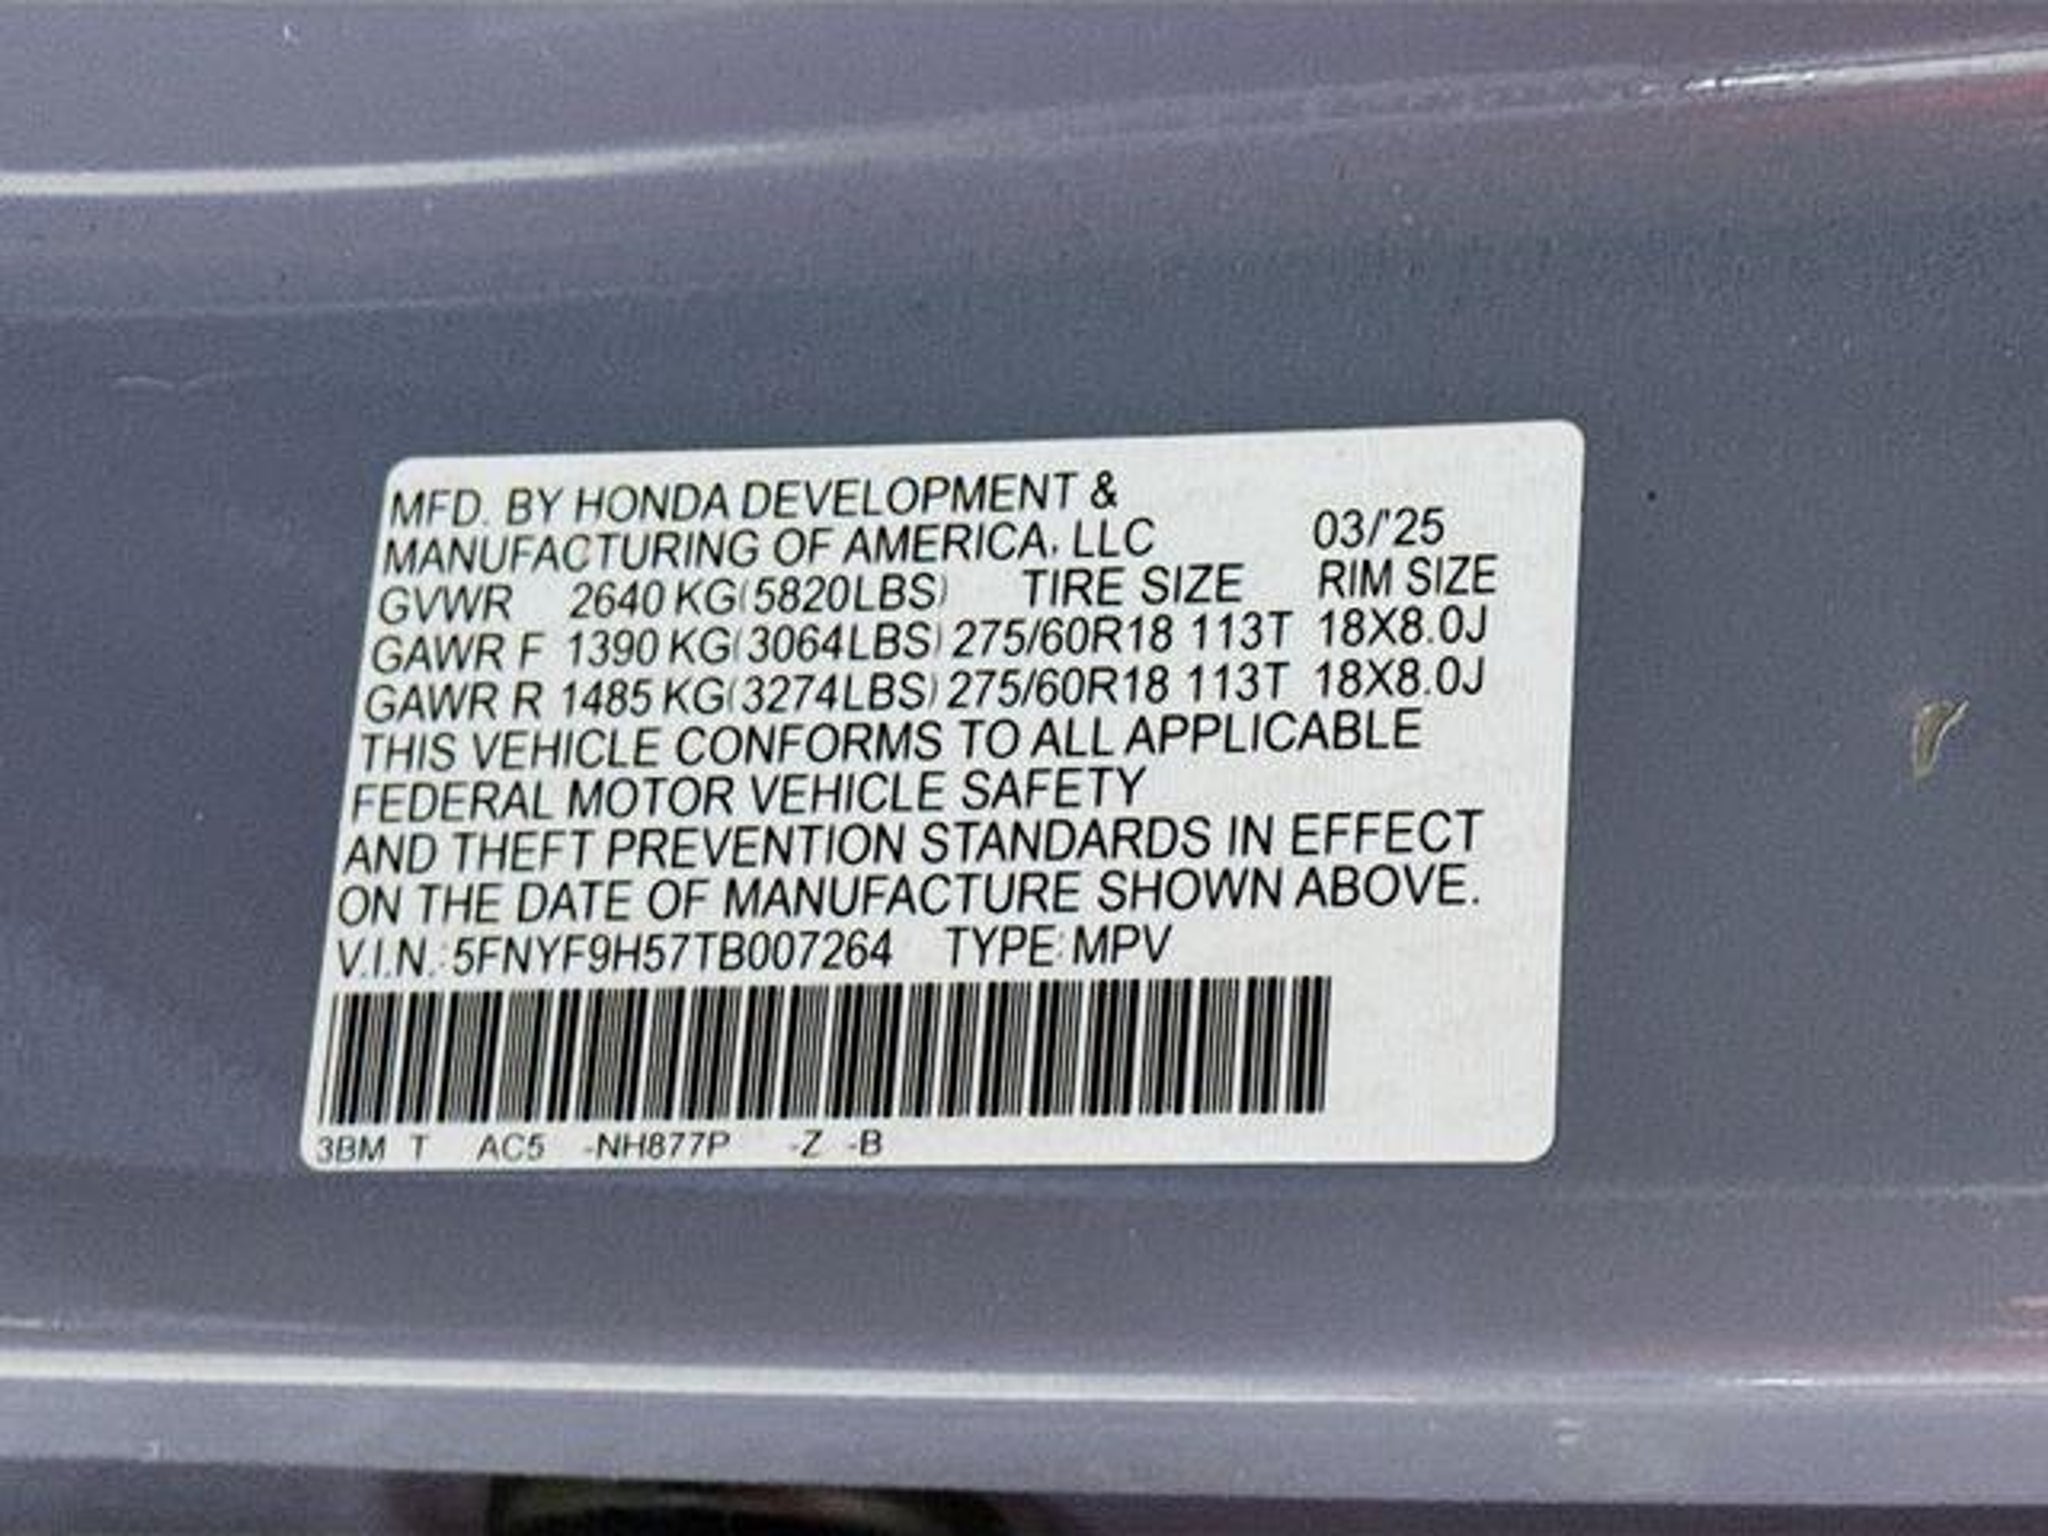 MFD. BY HONDA DEVELOPMENT &
MANUFACTURING OF AMERICA, LLC 03/'25
GVWR 2640 KG(5820LBS) TIRE SIZE RIM SIZE
GAWR F 1390 KG(3064LBS) 275/60R18 113T 18X8.0J
GAWR R 1485 KG(3274LBS) 275/60R18 113T 18X8.0J
THIS VEHICLE CONFORMS TO ALL APPLICABLE
FEDERAL MOTOR VEHICLE SAFETY
AND THEFT PREVENTION STANDARDS IN EFFECT
ON THE DATE OF MANUFACTURE SHOWN ABOVE.
V.I.N.: 5FNYF9H57TB007264 TYPE: MPV
3BM T AC5 -NH877P -Z -B